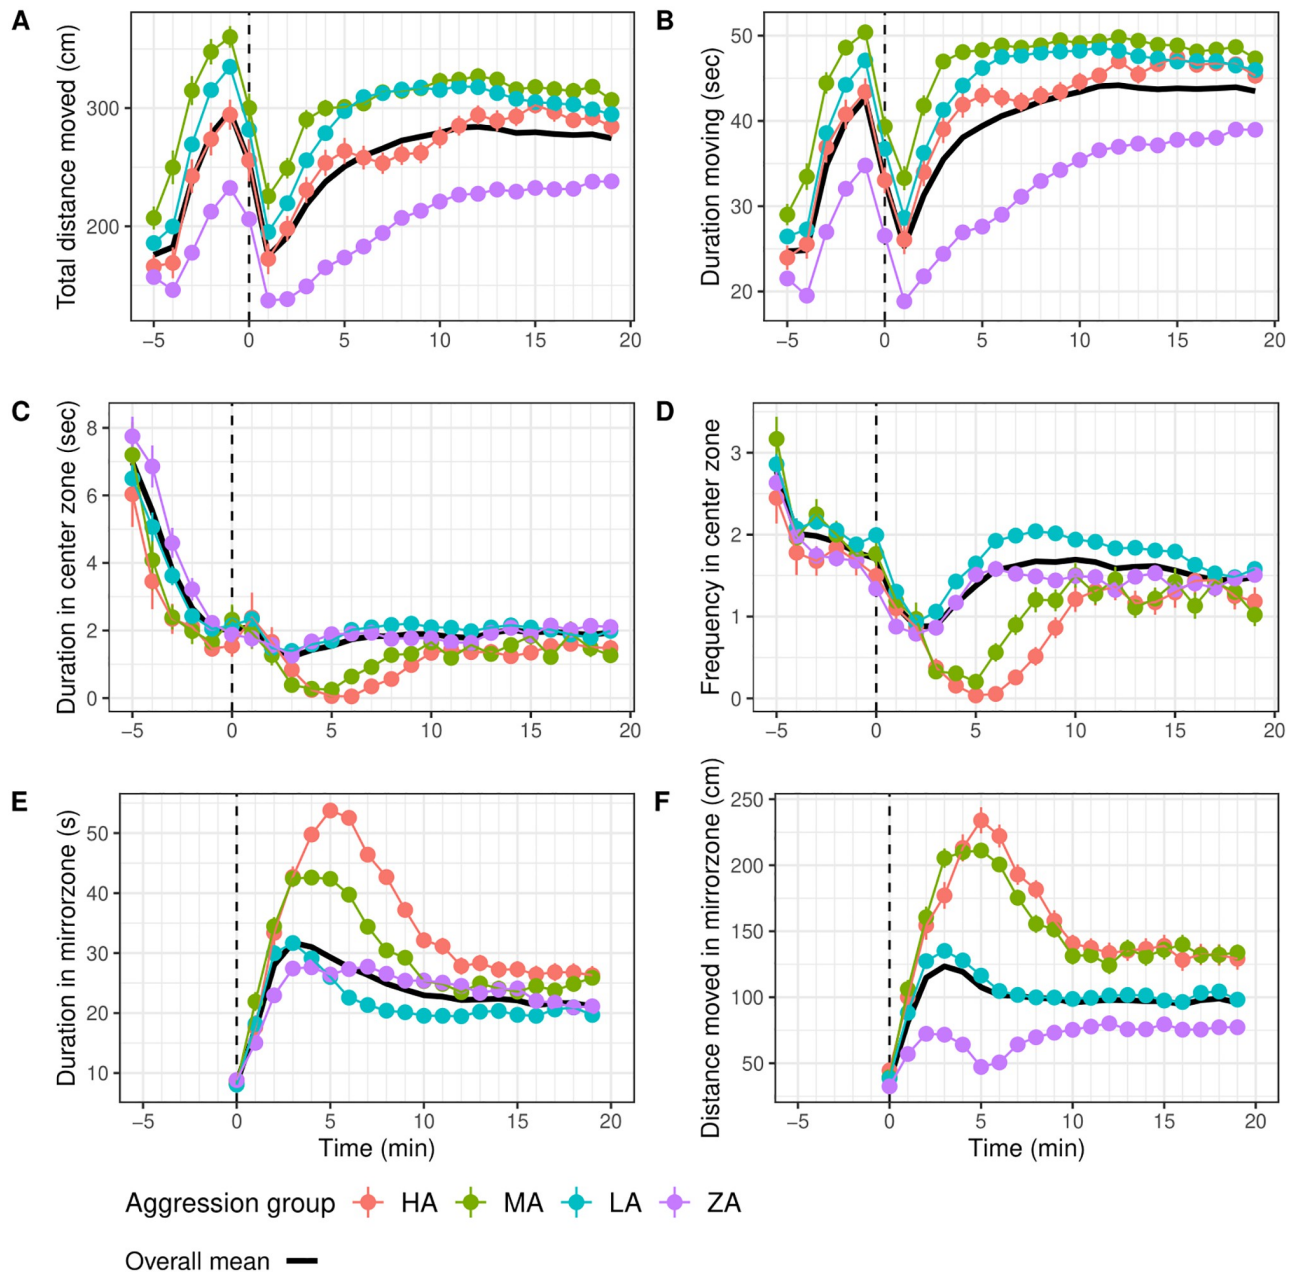 A
Total distance moved (cm)
300
200
−5 0 5 10 15 20
B
Duration moving (sec)
50
40
30
20
−5 0 5 10 15 20
C
Duration in center zone (sec)
8
6
4
2
0
−5 0 5 10 15 20
D
Frequency in center zone
3
2
1
0
−5 0 5 10 15 20
E
Duration in mirrorzone (s)
50
40
30
20
10
−5 0 5 10 15 20
Time (min)
F
Distance moved in mirrorzone (cm)
250
200
150
100
50
−5 0 5 10 15 20
Time (min)
Aggression group HA MA LA ZA
Overall mean